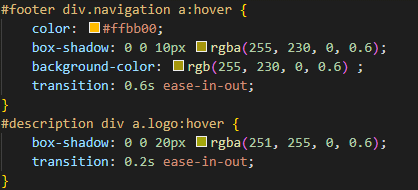 #footer div.navigation a:hover {
color: #ffbb00;
box-shadow: 0 0 10px rgba(255, 230, 0, 0.6);
background-color: rgb(255, 230, 0, 0.6) ;
transition: 0.6s ease-in-out;
}
#description div a.logo:hover {
box-shadow: 0 0 20px rgba(251, 255, 0, 0.6);
transition: 0.2s ease-in-out;
}